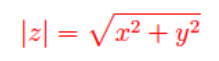 |z| = √(x² + y²)